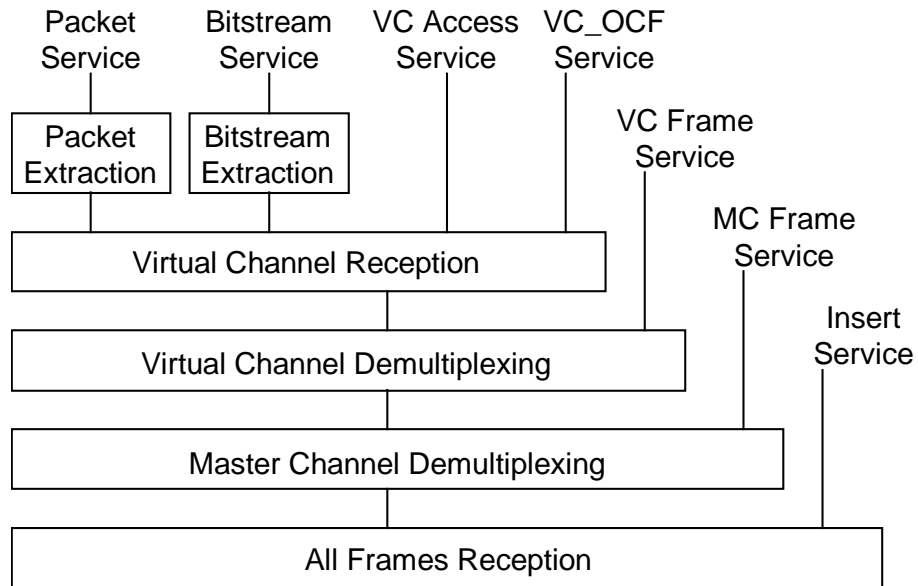 Packet
Service
Bitstream
Service
VC Access
Service
VC_OCF
Service
Packet
Extraction
Bitstream
Extraction
VC Frame
Service
MC Frame
Service
Virtual Channel Reception
Insert
Service
Virtual Channel Demultiplexing
Master Channel Demultiplexing
All Frames Reception